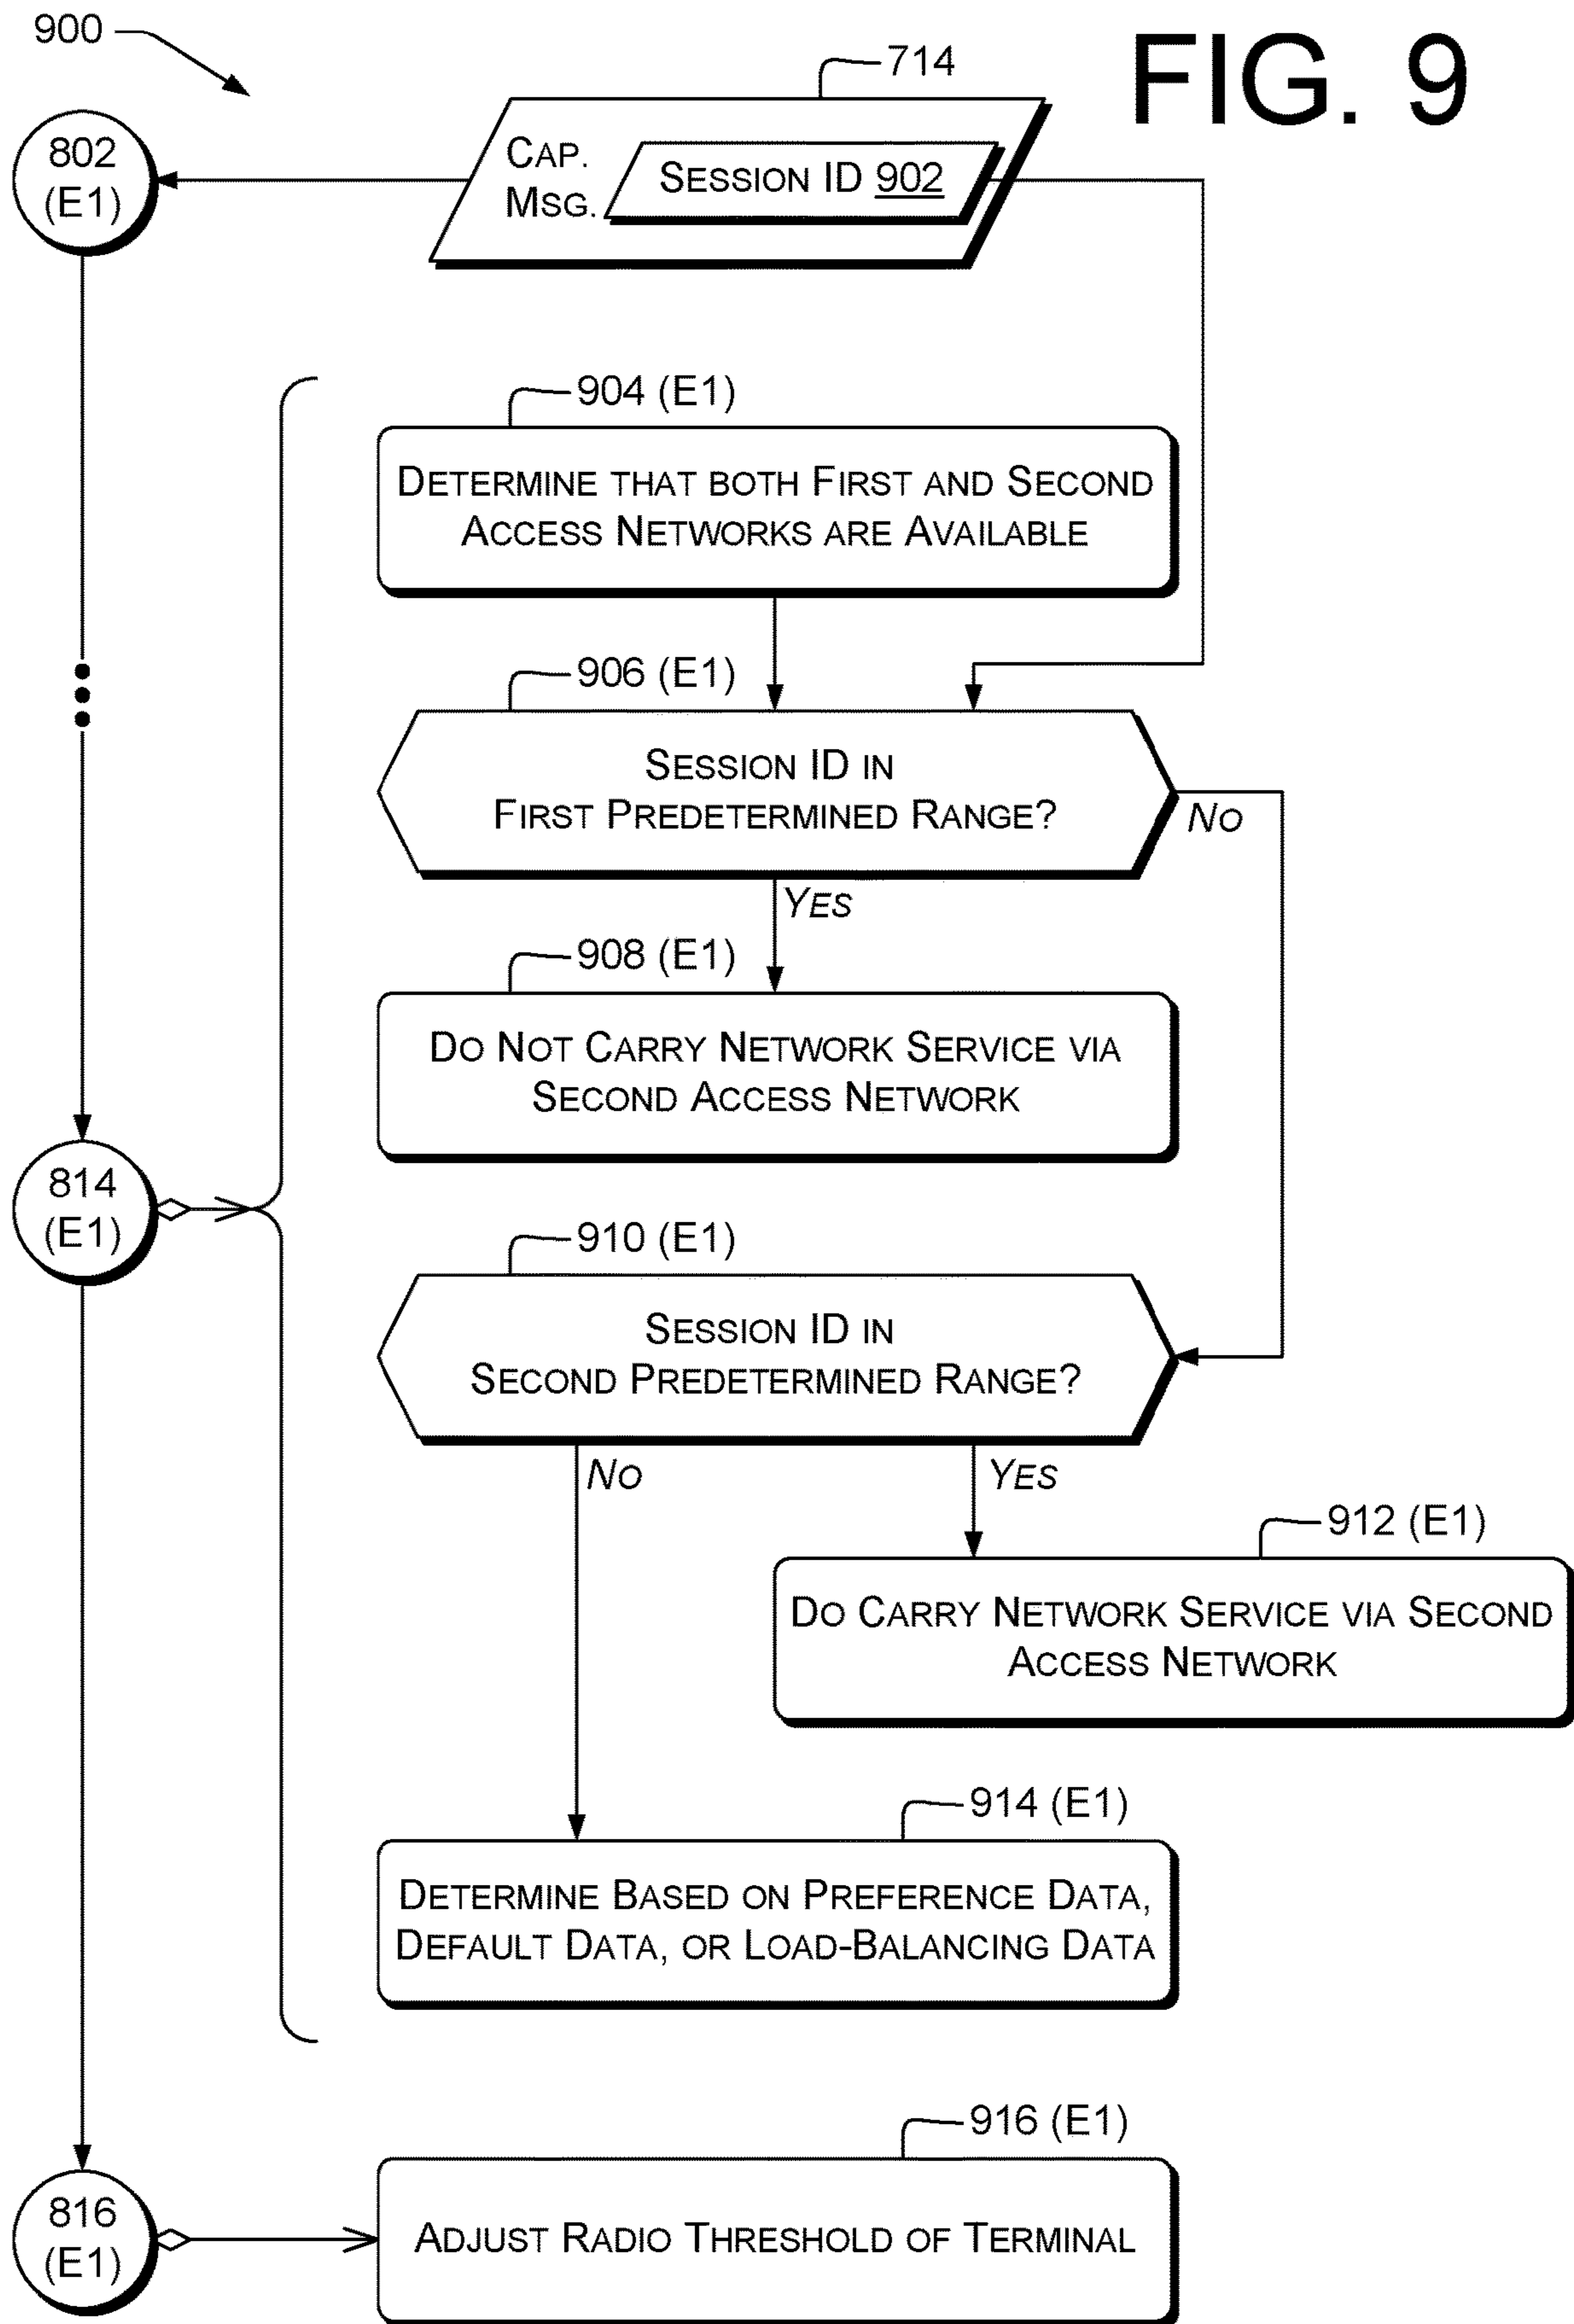 900
714
FIG. 9
802
(E1)
CAP.
MSG.
SESSION ID 902
904 (E1)
DETERMINE THAT BOTH FIRST AND SECOND
ACCESS NETWORKS ARE AVAILABLE
906 (E1)
SESSION ID IN
FIRST PREDETERMINED RANGE?
NO
YES
908 (E1)
DO NOT CARRY NETWORK SERVICE VIA
SECOND ACCESS NETWORK
814
(E1)
910 (E1)
SESSION ID IN
SECOND PREDETERMINED RANGE?
NO
YES
912 (E1)
DO CARRY NETWORK SERVICE VIA SECOND
ACCESS NETWORK
914 (E1)
DETERMINE BASED ON PREFERENCE DATA,
DEFAULT DATA, OR LOAD-BALANCING DATA
916 (E1)
816
(E1)
ADJUST RADIO THRESHOLD OF TERMINAL